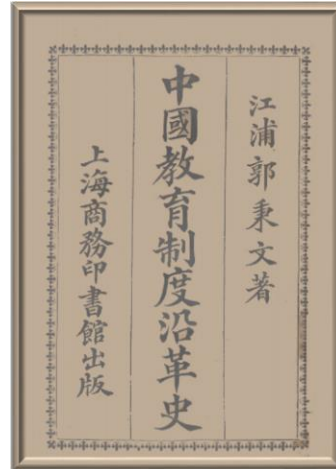 江浦郭秉文著
中國教育制度沿革史
上海商務印書館出版